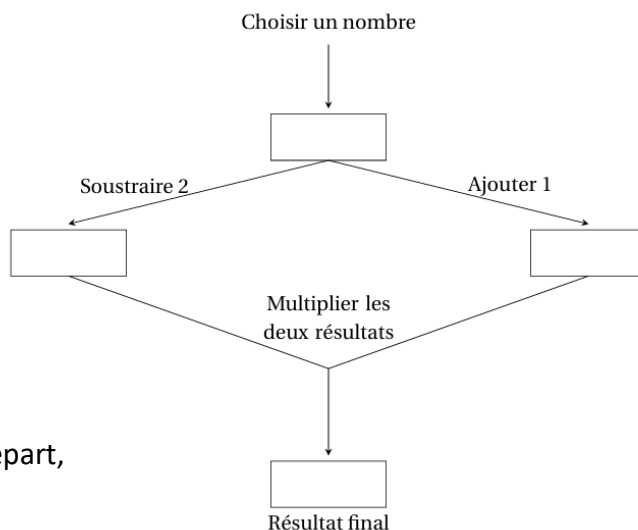 Choisir un nombre
Soustraire 2
Ajouter 1
Multiplier les
deux résultats
Résultat final